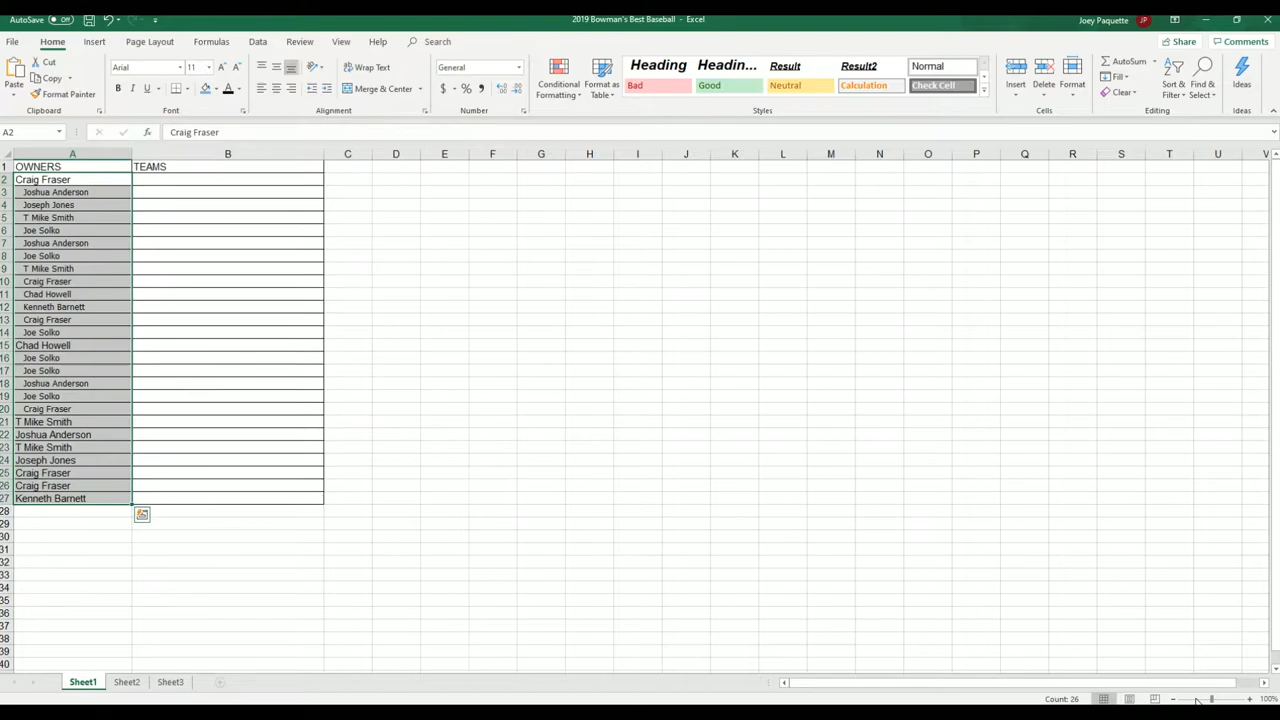 AutoSave Off 2019 Bowman's Best Baseball - Excel Joey Paquette JP
File Home Insert Page Layout Formulas Data Review View Help Search Share Comments
Paste Cut Copy Format Painter Clipboard
Arial 11 A A B I U A Font
Wrap Text Merge & Center Alignment
General $ % , Number
Conditional Formatting Format as Table
Heading Headin... Result Result2 Normal
Bad Good Neutral Calculation Check Cell
Styles
Insert Delete Format Cells
AutoSum Fill Clear Sort & Filter Find & Select Editing
Ideas Ideas
A2 fx Craig Fraser
A B C D E F G H I J K L M N O P Q R S T U V
1 OWNERS TEAMS
2 Craig Fraser
3 Joshua Anderson
4 Joseph Jones
5 T Mike Smith
6 Joe Solko
7 Joshua Anderson
8 Joe Solko
9 T Mike Smith
10 Craig Fraser
11 Chad Howell
12 Kenneth Barnett
13 Craig Fraser
14 Joe Solko
15 Chad Howell
16 Joe Solko
17 Joe Solko
18 Joshua Anderson
19 Joe Solko
20 Craig Fraser
21 T Mike Smith
22 Joshua Anderson
23 T Mike Smith
24 Joseph Jones
25 Craig Fraser
26 Craig Fraser
27 Kenneth Barnett
28
29
30
31
32
33
34
35
36
37
38
39
40
Sheet1 Sheet2 Sheet3
Count: 26 100%